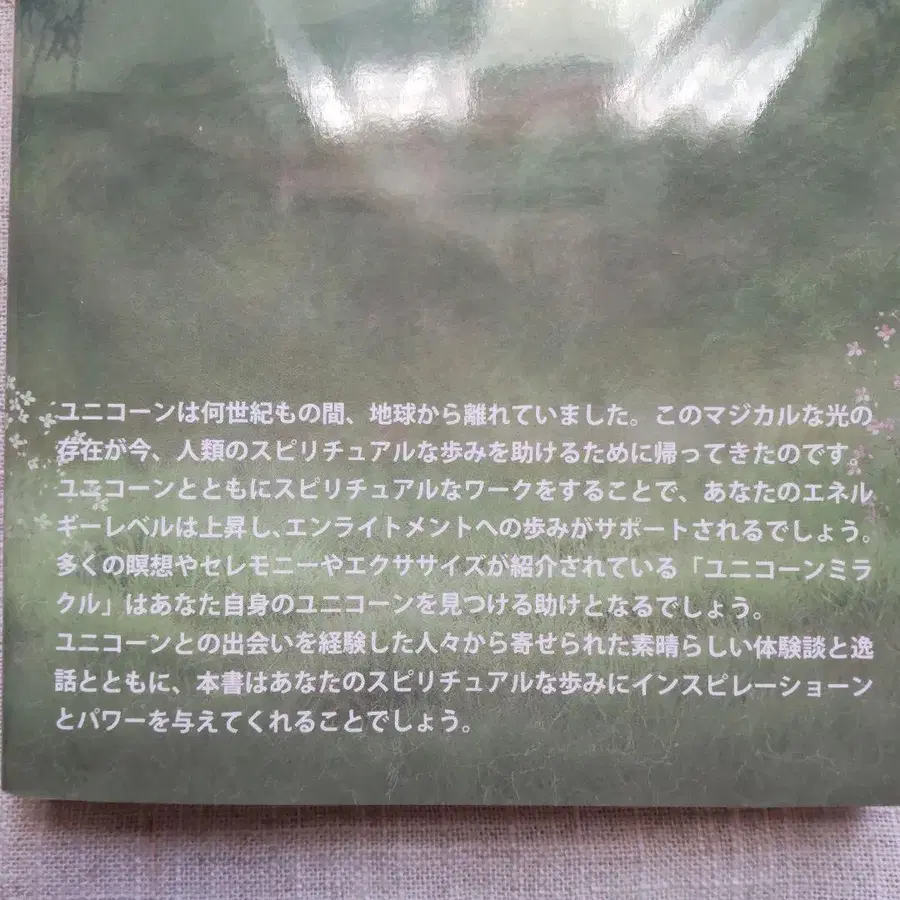 ユニコーンは何世紀もの間、地球から離れていました。このマジカルな光の
存在が今、人類のスピリチュアルな歩みを助けるために帰ってきたのです。
ユニコーンとともにスピリチュアルなワークをすることで、あなたのエネル
ギーレベルは上昇し、エンライトメントへの歩みがサポートされるでしょう。
多くの瞑想やセレモニーやエクササイズが紹介されている「ユニコーンミラ
クル」はあなた自身のユニコーンを見つける助けとなるでしょう。
ユニコーンとの出会いを経験した人々から寄せられた素晴らしい体験談と逸
話とともに、本書はあなたのスピリチュアルな歩みにインスピレーショーン
とパワーを与えてくれることでしょう。